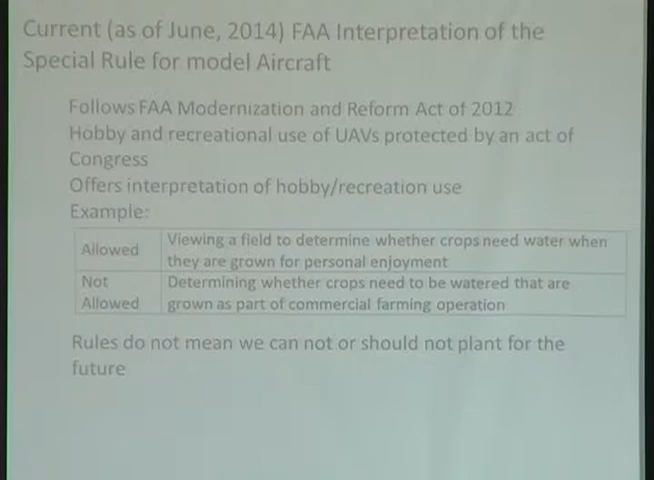 Current (as of June, 2014) FAA Interpretation of the
Special Rule for model Aircraft
Follows FAA Modernization and Reform Act of 2012
Hobby and recreational use of UAVs protected by an act of
Congress
Offers interpretation of hobby/recreation use
Example:
Allowed
Viewing a field to determine whether crops need water when
they are grown for personal enjoyment
Not
Allowed
Determining whether crops need to be watered that are
grown as part of commercial farming operation
Rules do not mean we can not or should not plant for the
future